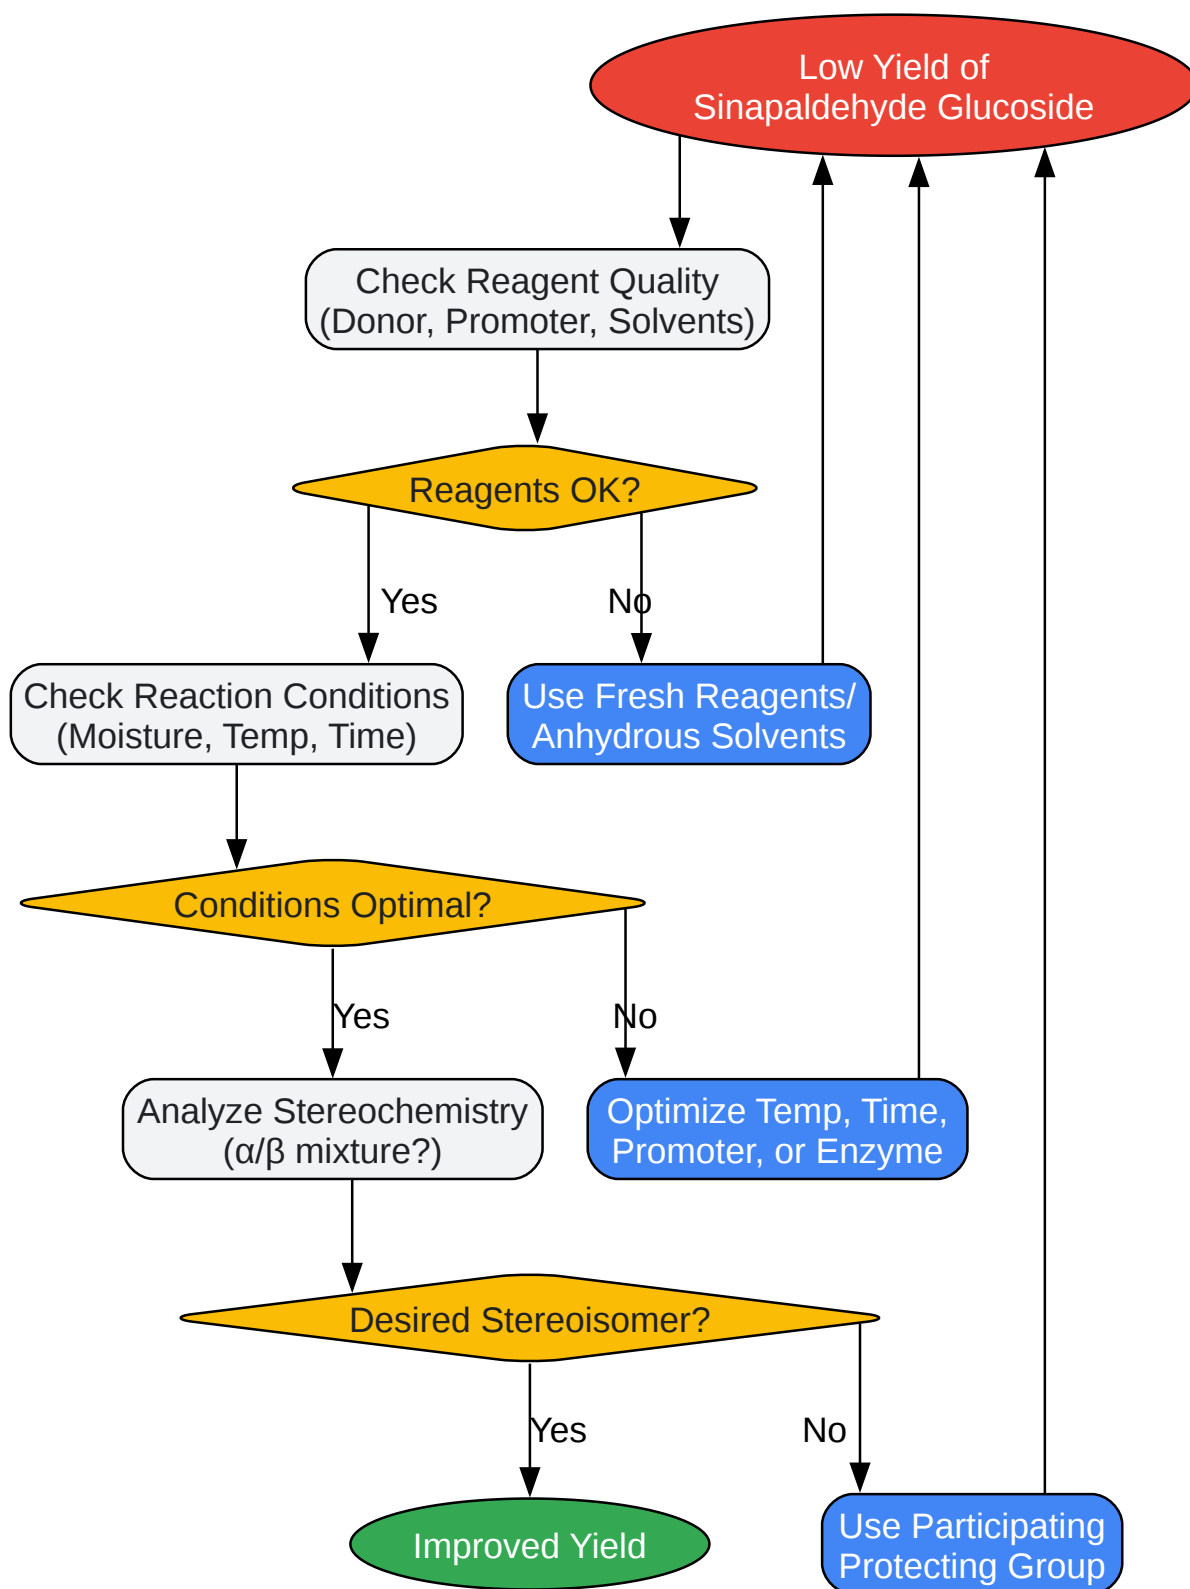 Low Yield of
Sinapaldehyde Glucoside
Check Reagent Quality
(Donor, Promoter, Solvents)
Reagents OK?
Yes
No
Check Reaction Conditions
(Moisture, Temp, Time)
Use Fresh Reagents/
Anhydrous Solvents
Conditions Optimal?
Yes
No
Analyze Stereochemistry
(α/β mixture?)
Optimize Temp, Time,
Promoter, or Enzyme
Desired Stereoisomer?
Yes
No
Improved Yield
Use Participating
Protecting Group